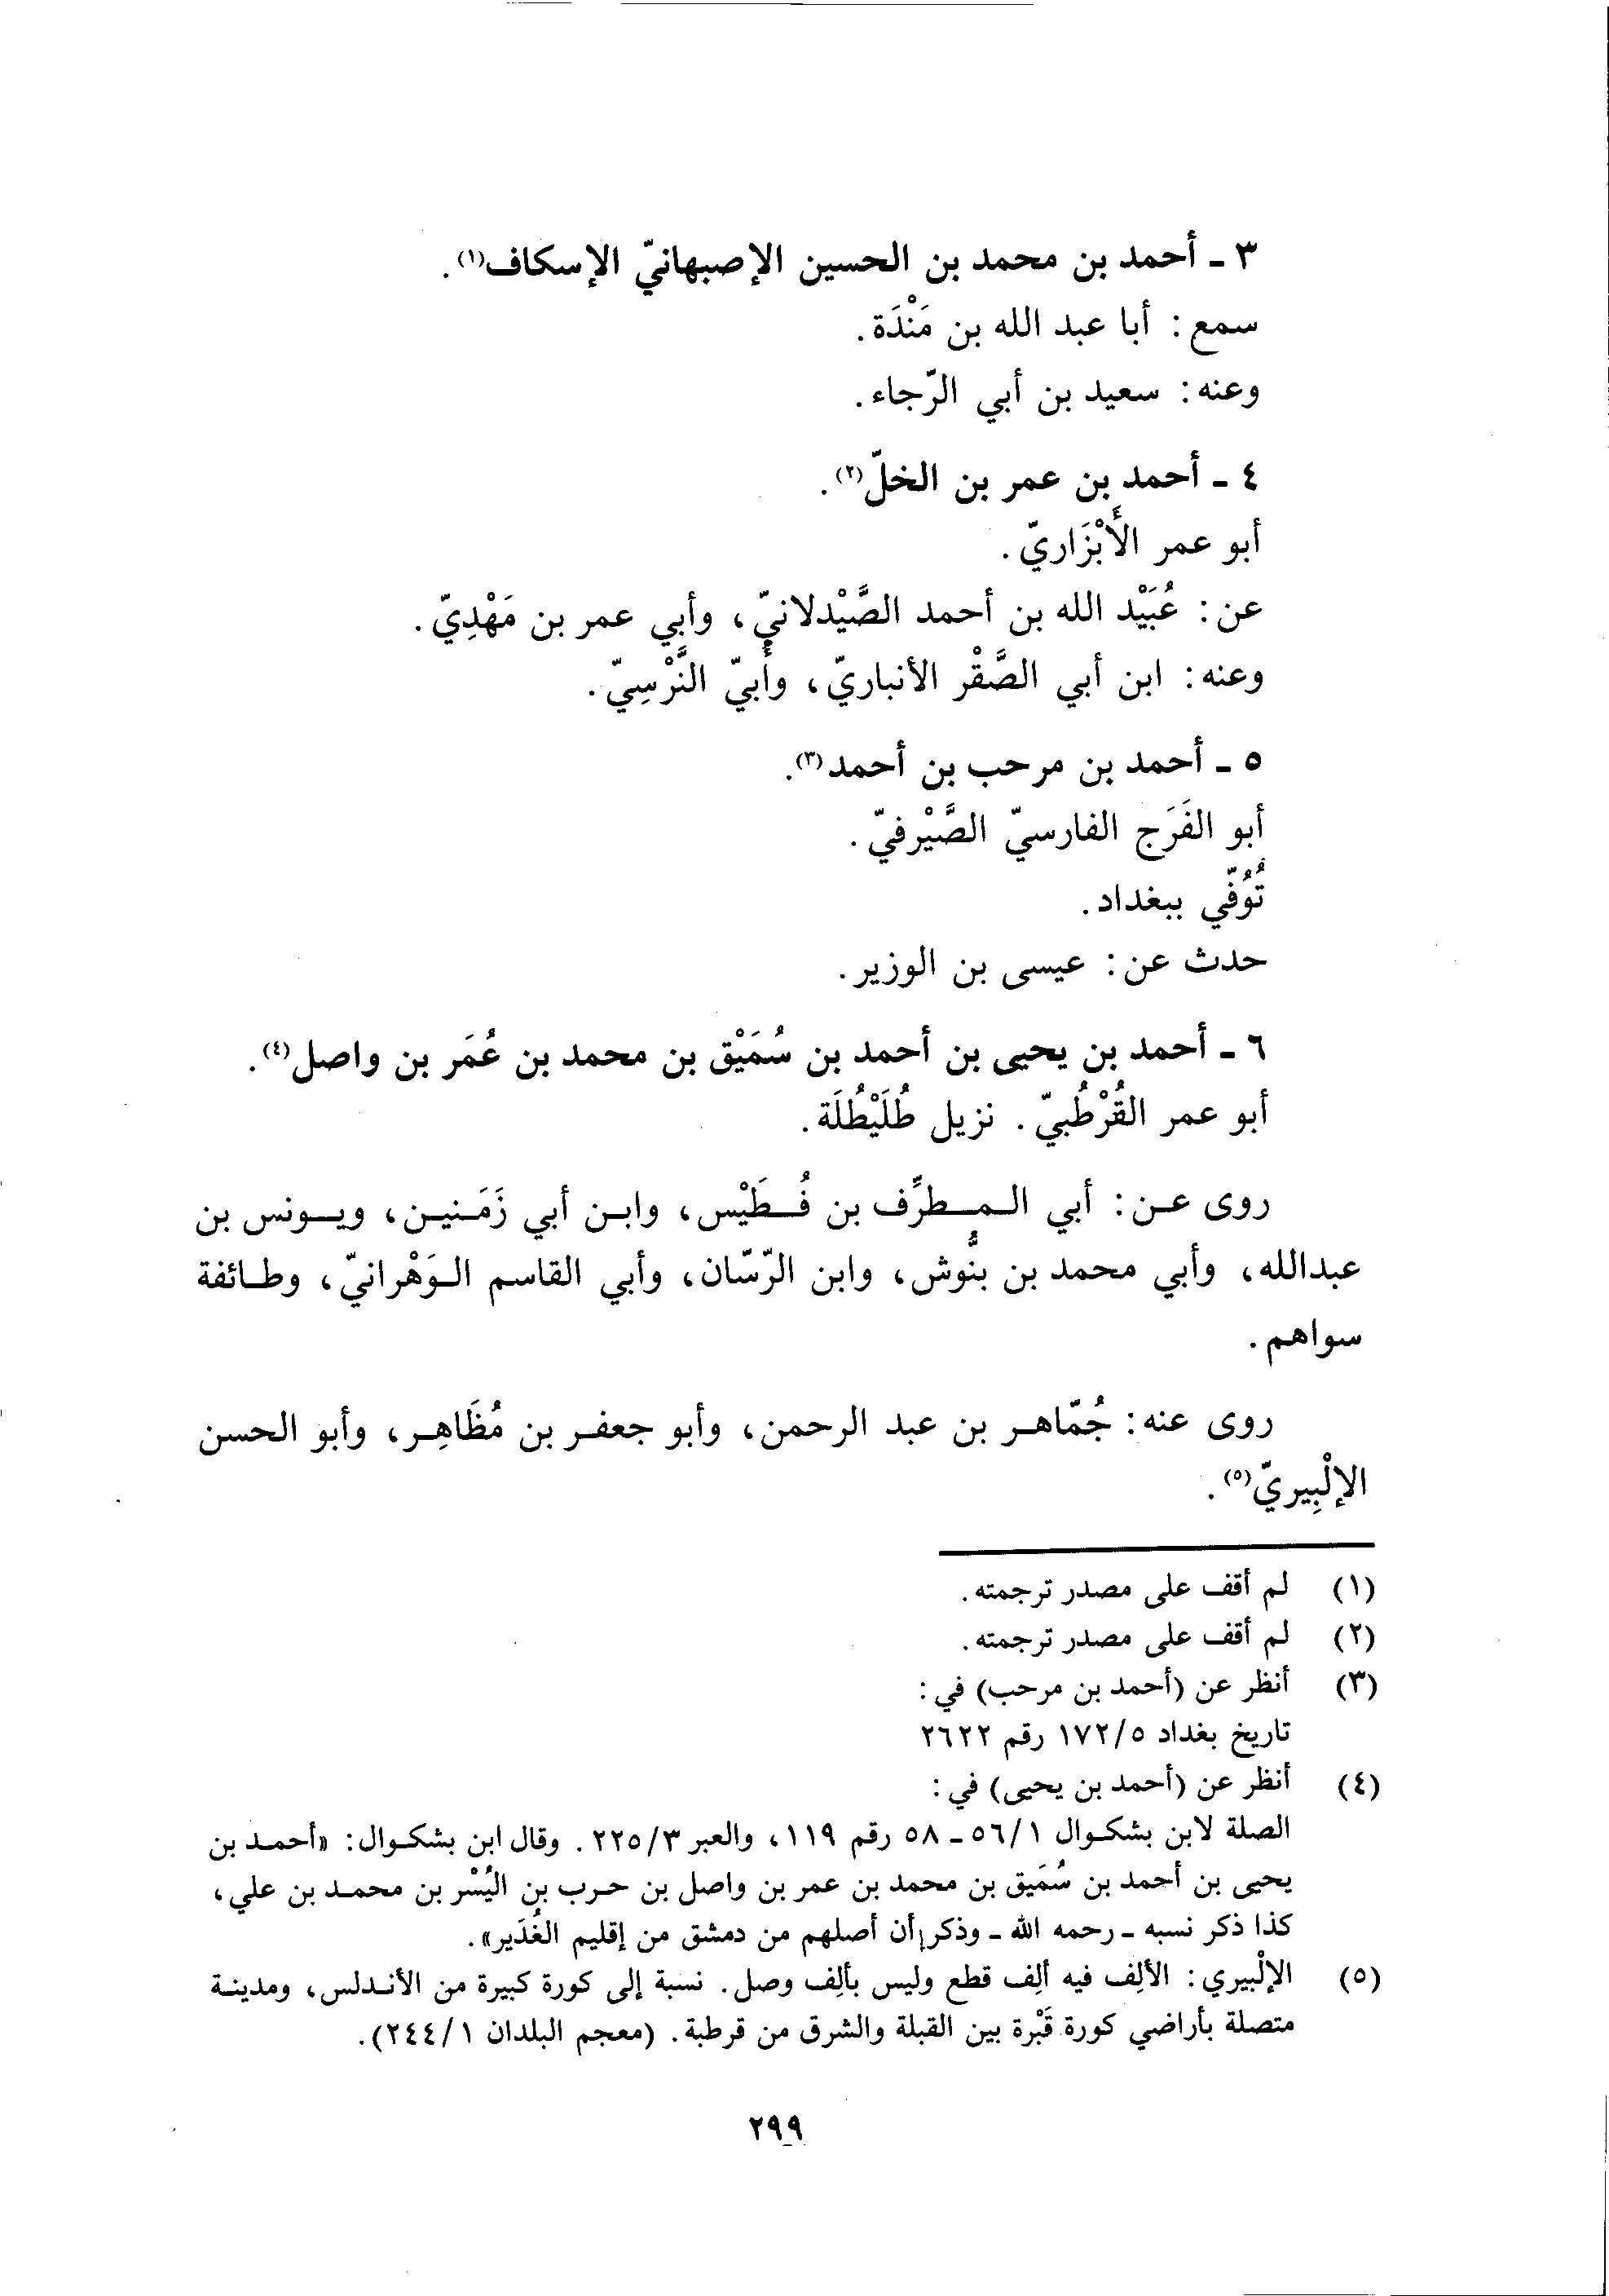 ٣ ـ أحمد بن محمد بن الحسين الإصبهانيّ الإسكاف(١).
سمع: أبا عبد الله بن مَنْدَة.
وعنه: سعيد بن أبي الرّجاء.
٤ ـ أحمد بن عمر بن الخلّ(٢).
أبو عمر الأَبْزَاريّ.
عن: عُبَيْد الله بن أحمد الصَّيْدلانيّ، وأبي عمر بن مَهْدِيّ.
وعنه: ابن أبي الصَّقْر الأنباريّ، وأُبيّ النَّرْسِيّ.
٥ ـ أحمد بن مرحب بن أحمد(٣).
أبو الفَرَج الفارسيّ الصَّيْرفيّ.
تُوُفّي ببغداد.
حدث عن: عيسى بن الوزير.
٦ ـ أحمد بن يحيى بن أحمد بن سُمَيْق بن محمد بن عُمَر بن واصل(٤).
أبو عمر القُرْطُبيّ. نزيل طُلَيْطُلَة.
روى عن: أبي المطرِّف بن فُطَيْس، وابن أبي زَمَنين، ويونس بن
عبدالله، وأبي محمد بن بنُّوش، وابن الرّسّان، وأبي القاسم الوَهْرانيّ، وطائفة
سواهم.
روى عنه: جُمّاهر بن عبد الرحمن، وأبو جعفر بن مُظَاهِر، وأبو الحسن
الإلْبِيريّ(٥).
(١) لم أقف على مصدر ترجمته.
(٢) لم أقف على مصدر ترجمته.
(٣) أنظر عن (أحمد بن مرحب) في:
تاريخ بغداد ٥/١٧٢ رقم ٢٦٢٢
(٤) أنظر عن (أحمد بن يحيى) في:
الصلة لابن بشكوال ١/٥٦ ـ ٥٨ رقم ١١٩، والعبر ٣/٢٢٥. وقال ابن بشكوال: «أحمد بن
يحيى بن أحمد بن سُمَيق بن محمد بن عمر بن واصل بن حرب بن اليُسْر بن محمد بن علي،
كذا ذكر نسبه ـ رحمه الله ـ وذكر أن أصلهم من دمشق من إقليم الغُدَير».
(٥) الإلْبيري: الألِف فيه ألِف قطع وليس بألِف وصل. نسبة إلى كورة كبيرة من الأندلس، ومدينة
متصلة بأراضي كورة قَبْرة بين القبلة والشرق من قرطبة. (معجم البلدان ١/٢٤٤).
٢٩٩